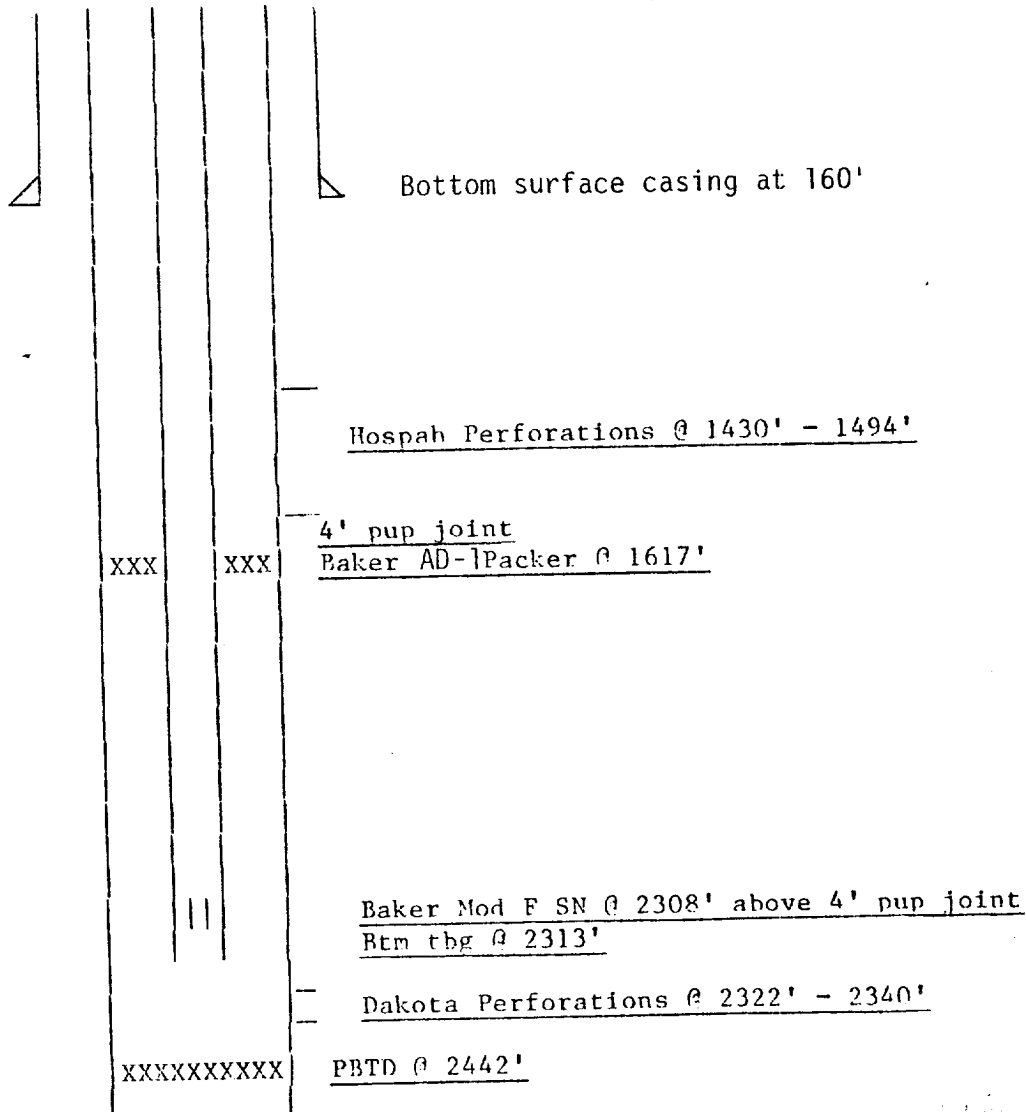 Bottom surface casing at 160'
Hospah Perforations @ 1430' - 1494'
4' pup joint
XXX XXX Baker AD-1Packer @ 1617'
Baker Mod F SN @ 2308' above 4' pup joint
Btm tbg @ 2313'
Dakota Perforations @ 2322' - 2340'
XXXXXXXXXX PBTD @ 2442'